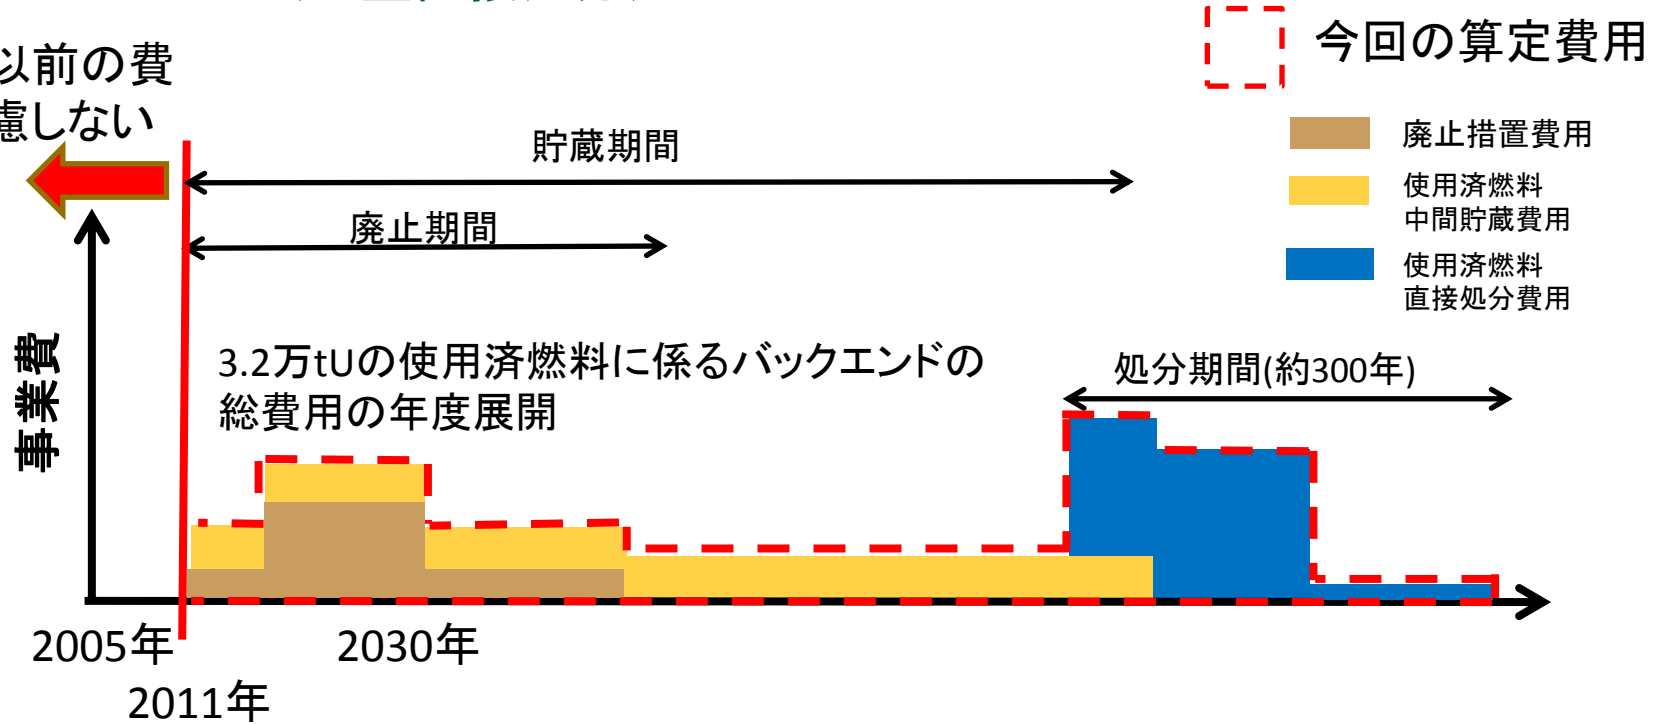 今回の算定費用
以前の費
慮しない
廃止措置費用
貯蔵期間
使用済燃料
中間貯蔵費用
廃止期間
使用済燃料
直接処分費用
事業費
3.2万tUの使用済燃料に係るバックエンドの
総費用の年度展開
処分期間(約300年)
2005年
2030年
2011年